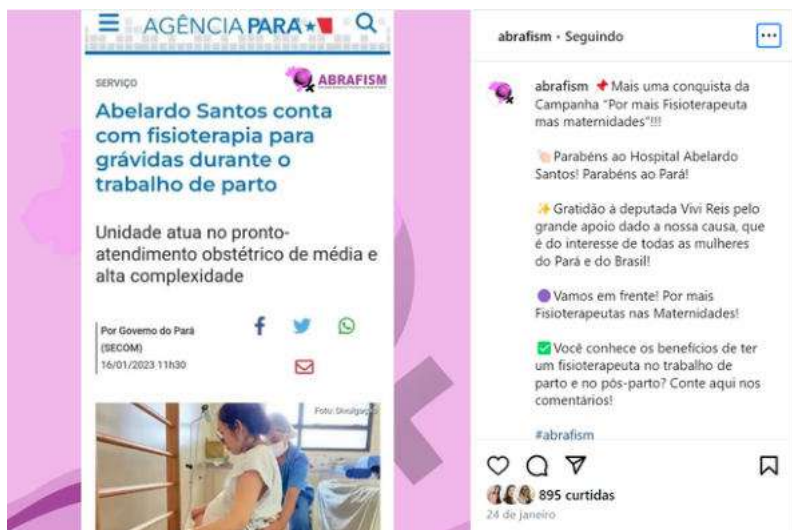 AGÊNCIA PARÁ
SERVIÇO
ABRAFISM
Abelardo Santos conta
com fisioterapia para
grávidas durante o
trabalho de parto
Unidade atua no pronto-
atendimento obstétrico de média e
alta complexidade
Por Governo do Pará
(SECOM)
16/01/2023 11h30
Foto: Divulgação
abrafism • Seguindo
abrafism 📌Mais uma conquista da
Campanha "Por mais Fisioterapeuta
mas maternidades"!!!
👏🏻Parabéns ao Hospital Abelardo
Santos! Parabéns ao Pará!
✨Gratidão à deputada Vivi Reis pelo
grande apoio dado a nossa causa, que
é do interesse de todas as mulheres
do Pará e do Brasil!
🟣Vamos em frente! Por mais
Fisioterapeutas nas Maternidades!
✅Você conhece os benefícios de ter
um fisioterapeuta no trabalho de
parto e no pós-parto? Conte aqui nos
comentários!
#abrafism
895 curtidas
24 de janeiro